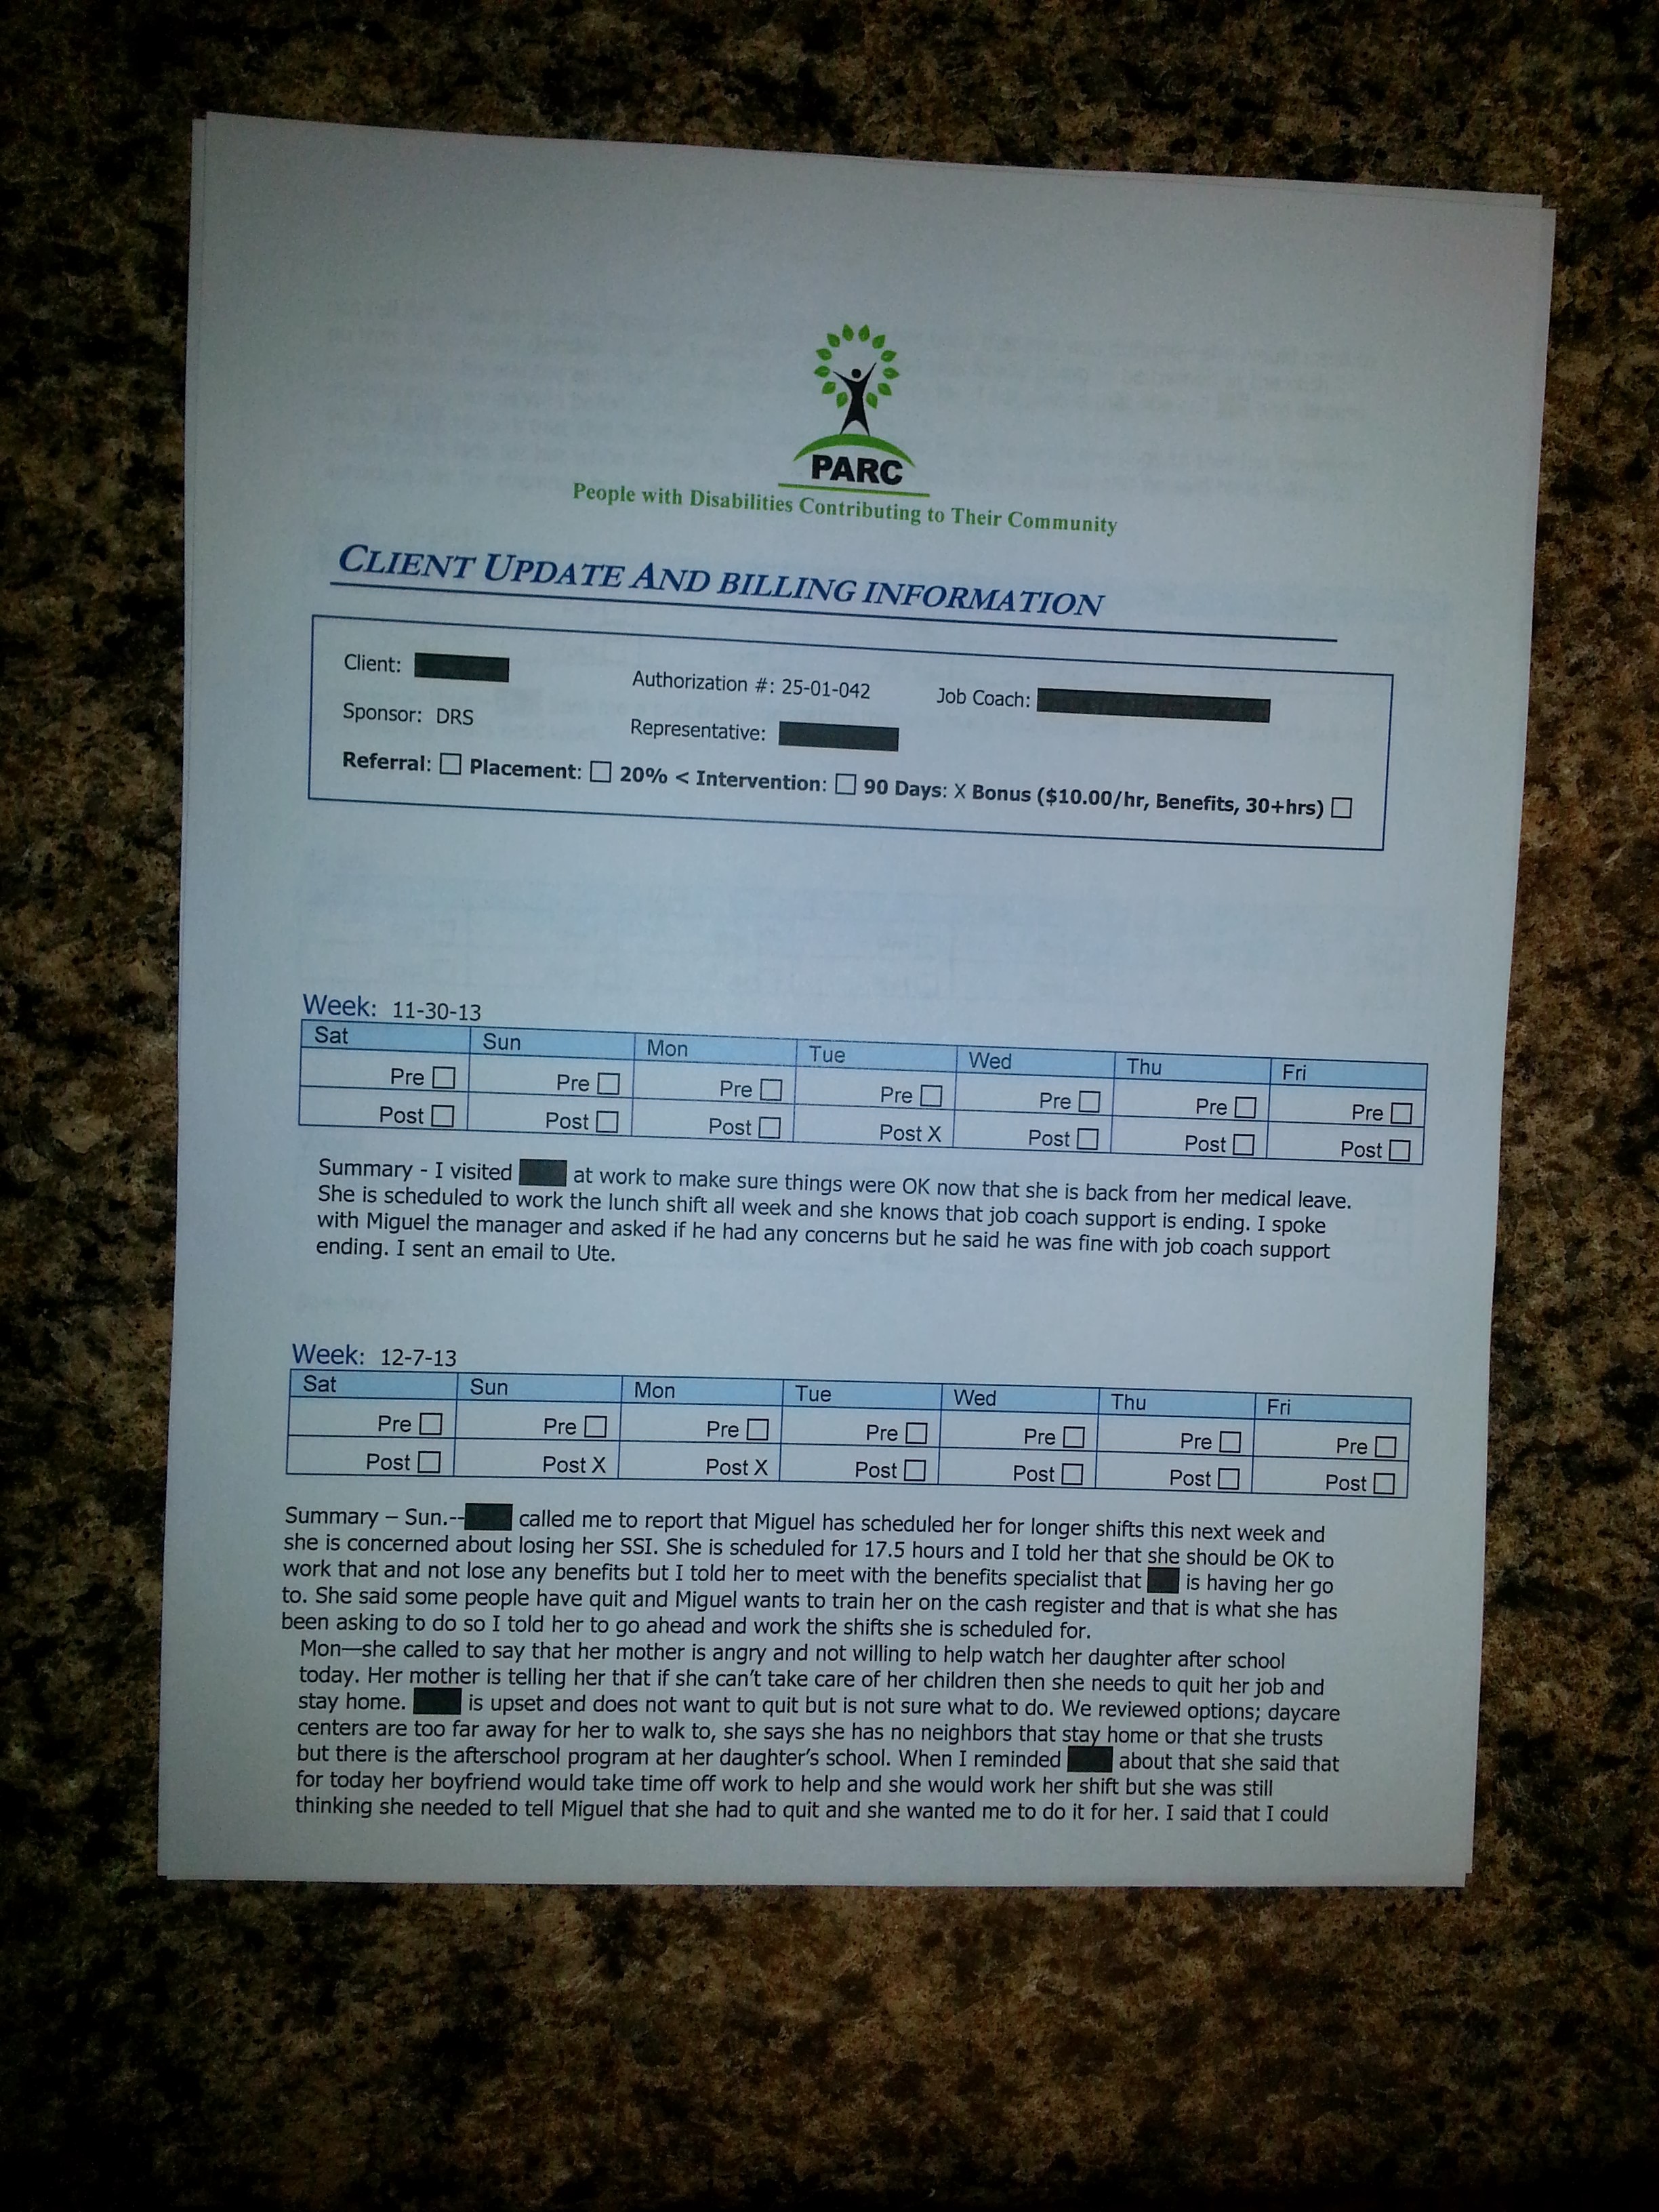 PARC
People with Disabilities Contributing to Their Community
CLIENT UPDATE AND BILLING INFORMATION
Client: Authorization #: 25-01-042 Job Coach:
Sponsor: DRS Representative:
Referral: ☐ Placement: ☐ 20% < Intervention: ☐ 90 Days: X Bonus ($10.00/hr, Benefits, 30+hrs) ☐
Week: 11-30-13
Sat Sun Mon Tue Wed Thu Fri
Pre ☐ Pre ☐ Pre ☐ Pre ☐ Pre ☐ Pre ☐ Pre ☐
Post ☐ Post ☐ Post ☐ Post X Post ☐ Post ☐ Post ☐
Summary - I visited at work to make sure things were OK now that she is back from her medical leave.
She is scheduled to work the lunch shift all week and she knows that job coach support is ending. I spoke
with Miguel the manager and asked if he had any concerns but he said he was fine with job coach support
ending. I sent an email to Ute.
Week: 12-7-13
Sat Sun Mon Tue Wed Thu Fri
Pre ☐ Pre ☐ Pre ☐ Pre ☐ Pre ☐ Pre ☐ Pre ☐
Post ☐ Post X Post X Post ☐ Post ☐ Post ☐ Post ☐
Summary – Sun.-- called me to report that Miguel has scheduled her for longer shifts this next week and
she is concerned about losing her SSI. She is scheduled for 17.5 hours and I told her that she should be OK to
work that and not lose any benefits but I told her to meet with the benefits specialist that is having her go
to. She said some people have quit and Miguel wants to train her on the cash register and that is what she has
been asking to do so I told her to go ahead and work the shifts she is scheduled for.
Mon—she called to say that her mother is angry and not willing to help watch her daughter after school
today. Her mother is telling her that if she can't take care of her children then she needs to quit her job and
stay home. is upset and does not want to quit but is not sure what to do. We reviewed options; daycare
centers are too far away for her to walk to, she says she has no neighbors that stay home or that she trusts
but there is the afterschool program at her daughter's school. When I reminded about that she said that
for today her boyfriend would take time off work to help and she would work her shift but she was still
thinking she needed to tell Miguel that she had to quit and she wanted me to do it for her. I said that I could